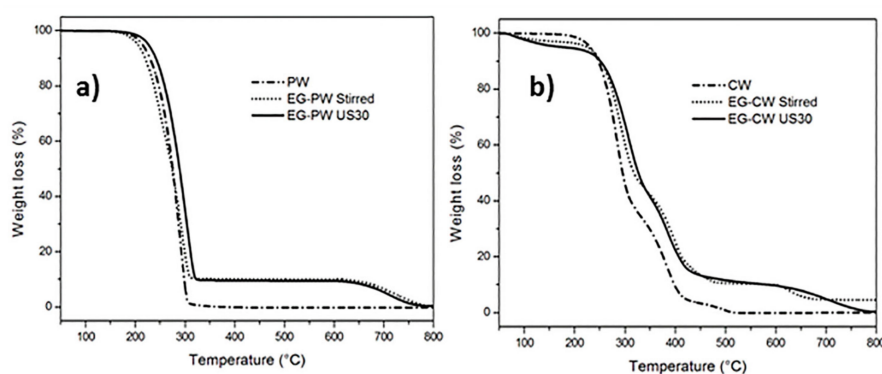 a)
PW
EG-PW Stirred
EG-PW US30
Weight loss (%)
100
80
60
40
20
0
100 200 300 400 500 600 700 800
Temperature (°C)
b)
CW
EG-CW Stirred
EG-CW US30
Weight loss (%)
100
80
60
40
20
0
100 200 300 400 500 600 700 800
Temperature (°C)